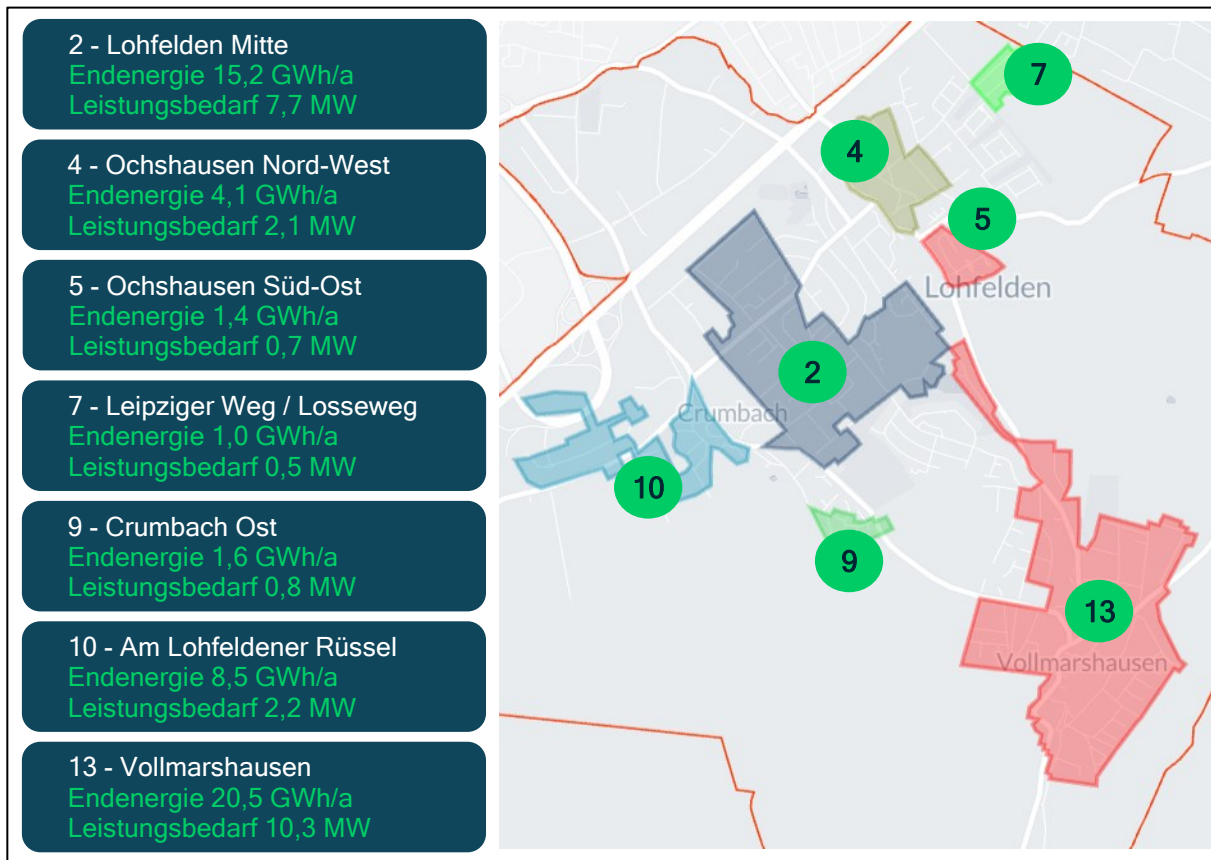 2 - Lohfelden Mitte
Endenergie 15,2 GWh/a
Leistungsbedarf 7,7 MW
4 - Ochshausen Nord-West
Endenergie 4,1 GWh/a
Leistungsbedarf 2,1 MW
5 - Ochshausen Süd-Ost
Endenergie 1,4 GWh/a
Leistungsbedarf 0,7 MW
7 - Leipziger Weg / Losseweg
Endenergie 1,0 GWh/a
Leistungsbedarf 0,5 MW
9 - Crumbach Ost
Endenergie 1,6 GWh/a
Leistungsbedarf 0,8 MW
10 - Am Lohfeldener Rüssel
Endenergie 8,5 GWh/a
Leistungsbedarf 2,2 MW
13 - Vollmarshausen
Endenergie 20,5 GWh/a
Leistungsbedarf 10,3 MW
7
4
5
Lohfelden
2
Crumbach
10
9
13
Vollmarshausen